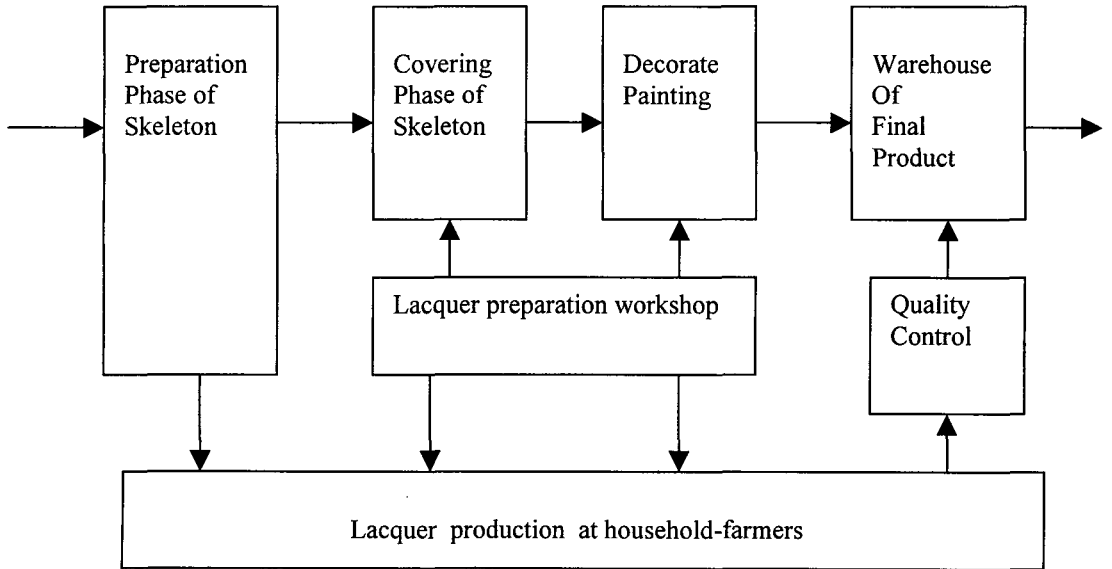 Preparation
Phase of
Skeleton
Covering
Phase of
Skeleton
Decorate
Painting
Warehouse
Of
Final
Product
Lacquer preparation workshop
Quality
Control
Lacquer production at household-farmers